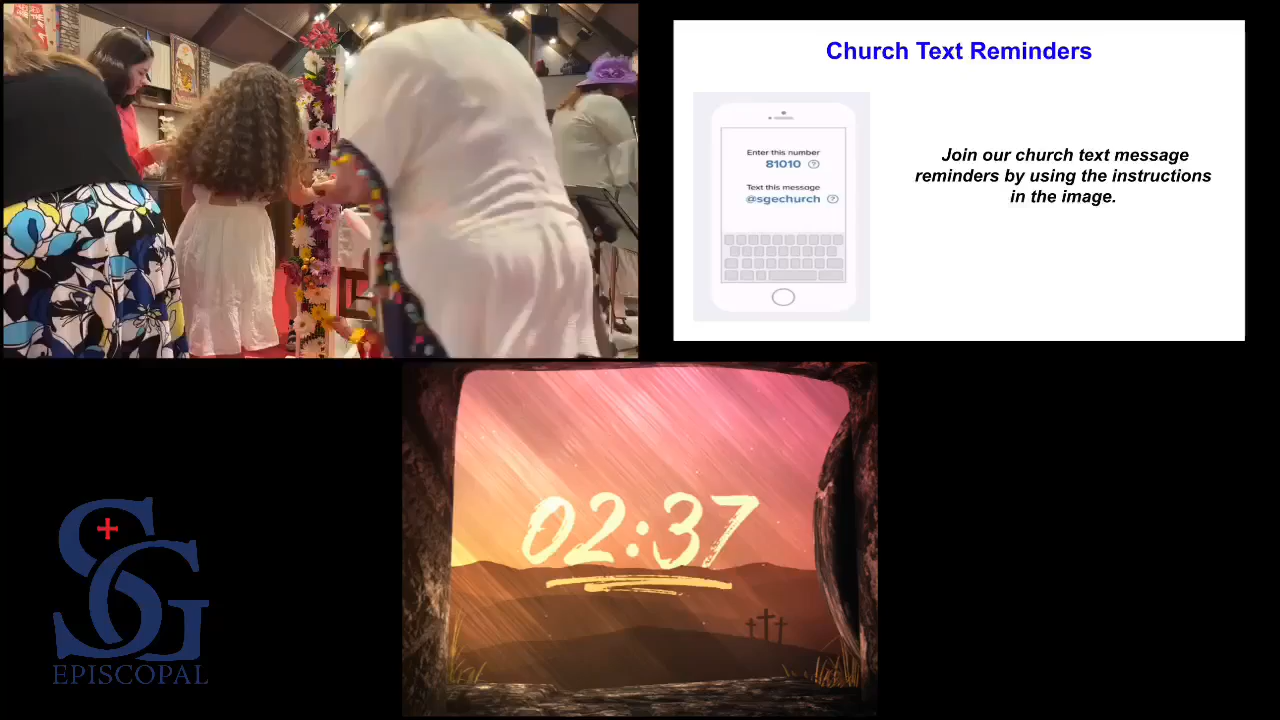 Church Text Reminders
Enter this number
81010 ?
Text this message
@sgechurch ?
Join our church text message
reminders by using the instructions
in the image.
02:37
SG
EPISCOPAL